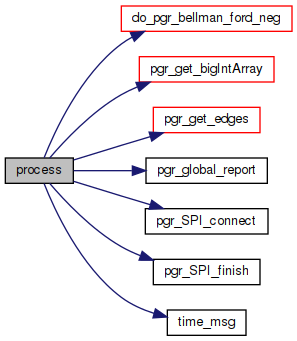 do_pgr_bellman_ford_neg
pgr_get_bigIntArray
pgr_get_edges
process
pgr_global_report
pgr_SPI_connect
pgr_SPI_finish
time_msg